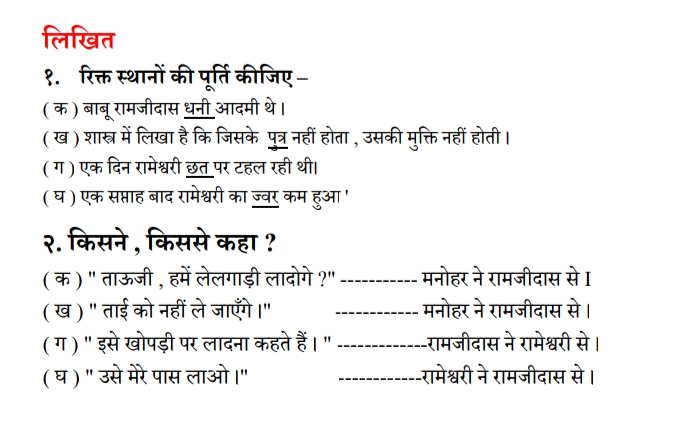 लिखित
१. रिक्त स्थानों की पूर्ति कीजिए –
( क ) बाबू रामजीदास धनी आदमी थे।
( ख ) शास्त्र में लिखा है कि जिसके पुत्र नहीं होता , उसकी मुक्ति नहीं होती।
( ग ) एक दिन रामेश्वरी छत पर टहल रही थी।
( घ ) एक सप्ताह बाद रामेश्वरी का ज्वर कम हुआ '
२. किसने , किससे कहा ?
( क ) " ताऊजी , हमें लेलगाड़ी लादोगे ?" ----------- मनोहर ने रामजीदास से I
( ख ) " ताई को नहीं ले जाएँगे।" ------------ मनोहर ने रामजीदास से।
( ग ) " इसे खोपड़ी पर लादना कहते हैं। " -------------रामजीदास ने रामेश्वरी से।
( घ ) " उसे मेरे पास लाओ।" ------------रामेश्वरी ने रामजीदास से।